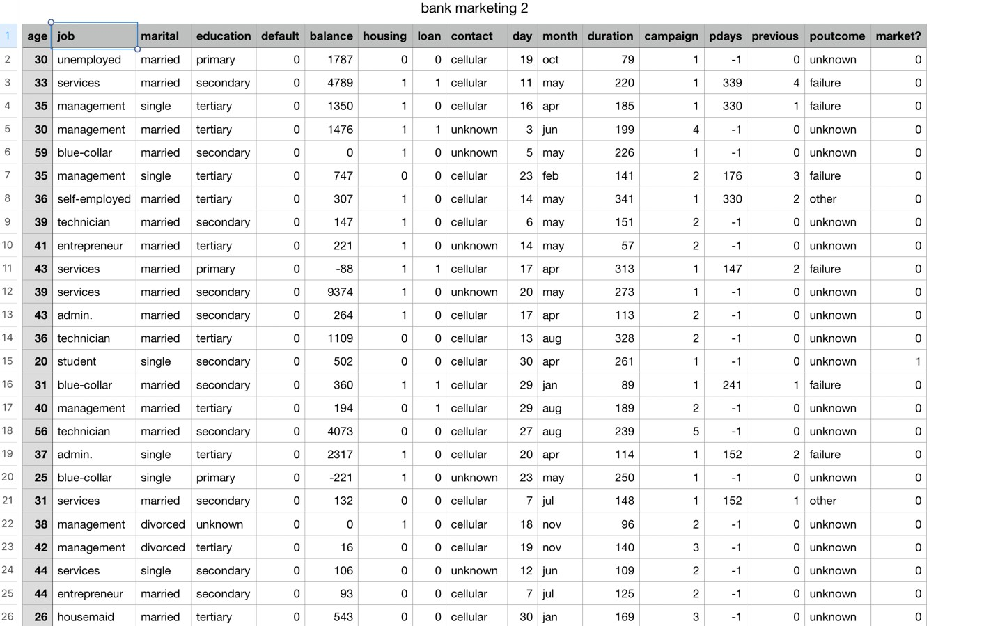 bank marketing 2
1 age job marital education default balance housing loan contact day month duration campaign pdays previous poutcome market?
2 30 unemployed married primary 0 1787 0 0 cellular 19 oct 79 1 -1 0 unknown 0
3 33 services married secondary 0 4789 1 1 cellular 11 may 220 1 339 4 failure 0
4 35 management single tertiary 0 1350 1 0 cellular 16 apr 185 1 330 1 failure 0
5 30 management married tertiary 0 1476 1 1 unknown 3 jun 199 4 -1 0 unknown 0
6 59 blue-collar married secondary 0 0 1 0 unknown 5 may 226 1 -1 0 unknown 0
7 35 management single tertiary 0 747 0 0 cellular 23 feb 141 2 176 3 failure 0
8 36 self-employed married tertiary 0 307 1 0 cellular 14 may 341 1 330 2 other 0
9 39 technician married secondary 0 147 1 0 cellular 6 may 151 2 -1 0 unknown 0
10 41 entrepreneur married tertiary 0 221 1 0 unknown 14 may 57 2 -1 0 unknown 0
11 43 services married primary 0 -88 1 1 cellular 17 apr 313 1 147 2 failure 0
12 39 services married secondary 0 9374 1 0 unknown 20 may 273 1 -1 0 unknown 0
13 43 admin. married secondary 0 264 1 0 cellular 17 apr 113 2 -1 0 unknown 0
14 36 technician married tertiary 0 1109 0 0 cellular 13 aug 328 2 -1 0 unknown 0
15 20 student single secondary 0 502 0 0 cellular 30 apr 261 1 -1 0 unknown 1
16 31 blue-collar married secondary 0 360 1 1 cellular 29 jan 89 1 241 1 failure 0
17 40 management married tertiary 0 194 0 1 cellular 29 aug 189 2 -1 0 unknown 0
18 56 technician married secondary 0 4073 0 0 cellular 27 aug 239 5 -1 0 unknown 0
19 37 admin. single tertiary 0 2317 1 0 cellular 20 apr 114 1 152 2 failure 0
20 25 blue-collar single primary 0 -221 1 0 unknown 23 may 250 1 -1 0 unknown 0
21 31 services married secondary 0 132 0 0 cellular 7 jul 148 1 152 1 other 0
22 38 management divorced unknown 0 0 1 0 cellular 18 nov 96 2 -1 0 unknown 0
23 42 management divorced tertiary 0 16 0 0 cellular 19 nov 140 3 -1 0 unknown 0
24 44 services single secondary 0 106 0 0 unknown 12 jun 109 2 -1 0 unknown 0
25 44 entrepreneur married secondary 0 93 0 0 cellular 7 jul 125 2 -1 0 unknown 0
26 26 housemaid married tertiary 0 543 0 0 cellular 30 jan 169 3 -1 0 unknown 0